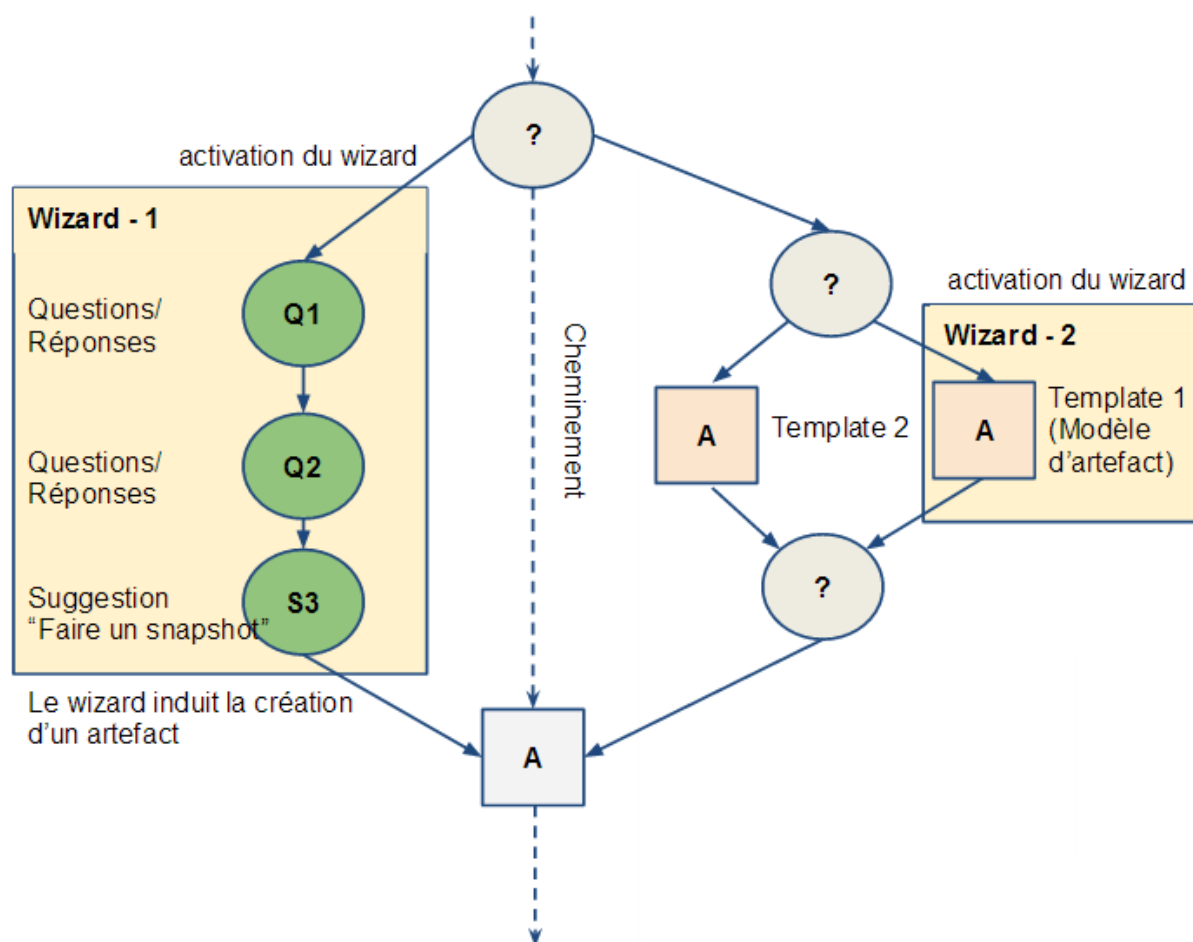 ?
activation du wizard
Wizard - 1
Questions/
Réponses
Q1
Questions/
Réponses
Q2
Suggestion
“Faire un snapshot”
S3
Le wizard induit la création
d'un artefact
Cheminement
?
activation du wizard
Wizard - 2
A
Template 2
A
Template 1
(Modèle
d'artefact)
?
A